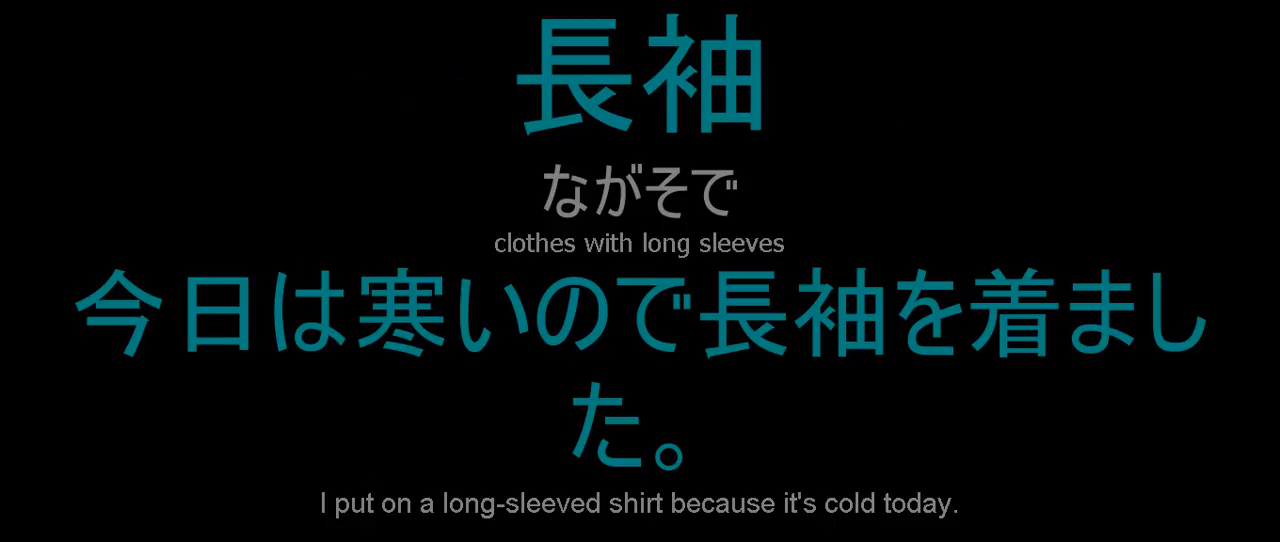 長袖
ながそで
clothes with long sleeves
今日は寒いので長袖を着まし
た。
I put on a long-sleeved shirt because it's cold today.